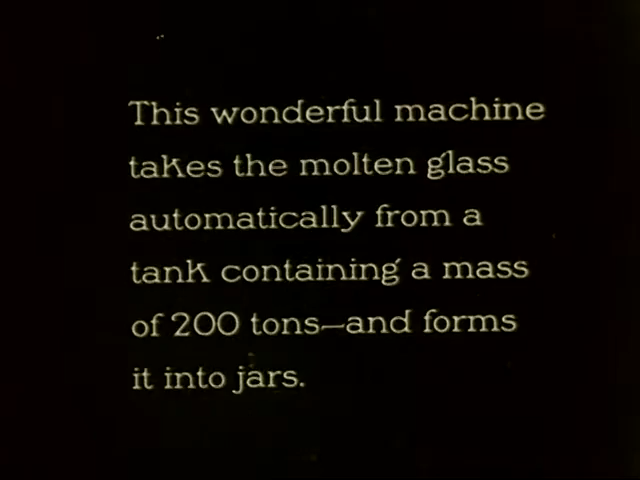 This wonderful machine
takes the molten glass
automatically from a
tank containing a mass
of 200 tons—and forms
it into jars.